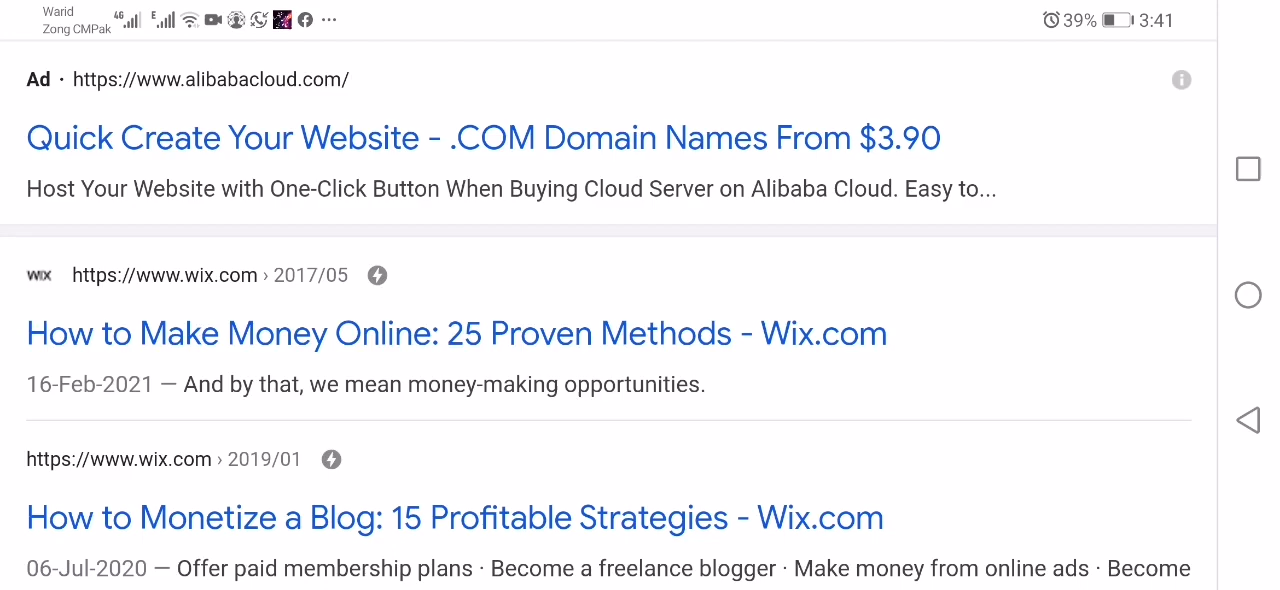 Warid
Zong CMPak 4G E 39% 3:41
Ad · https://www.alibabacloud.com/
Quick Create Your Website - .COM Domain Names From $3.90
Host Your Website with One-Click Button When Buying Cloud Server on Alibaba Cloud. Easy to...
WIX https://www.wix.com › 2017/05
How to Make Money Online: 25 Proven Methods - Wix.com
16-Feb-2021 — And by that, we mean money-making opportunities.
https://www.wix.com › 2019/01
How to Monetize a Blog: 15 Profitable Strategies - Wix.com
06-Jul-2020 — Offer paid membership plans · Become a freelance blogger · Make money from online ads · Become